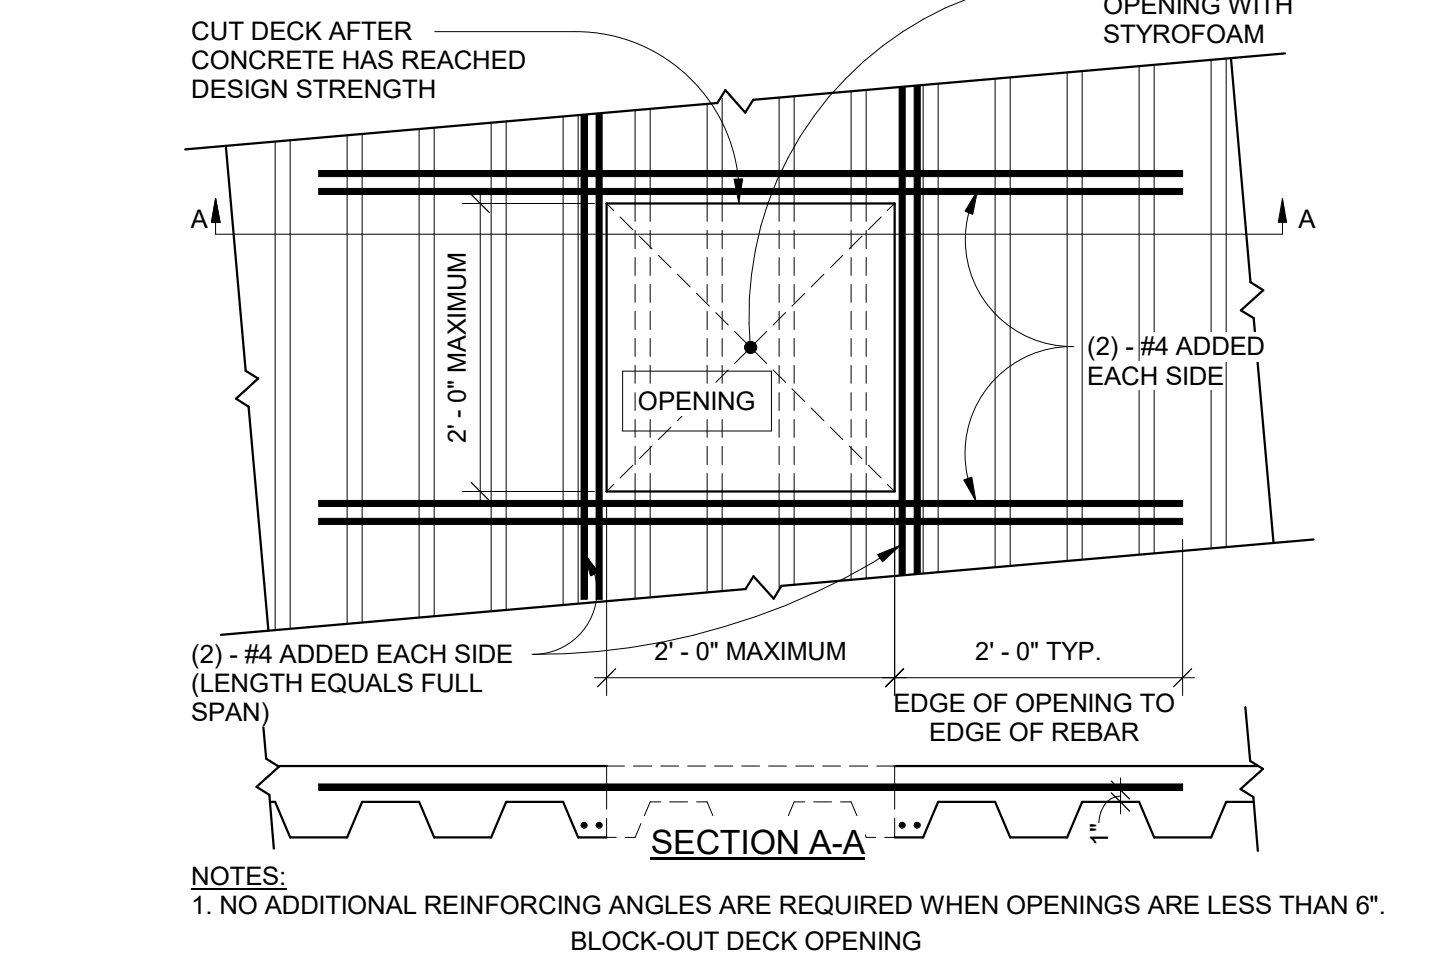 CUT DECK AFTER
CONCRETE HAS REACHED
DESIGN STRENGTH
OPENING WITH
STYROFOAM
A
A
2' - 0" MAXIMUM
(2) - #4 ADDED
EACH SIDE
OPENING
(2) - #4 ADDED EACH SIDE
(LENGTH EQUALS FULL
SPAN)
2' - 0" MAXIMUM
2' - 0" TYP.
EDGE OF OPENING TO
EDGE OF REBAR
1"
SECTION A-A
NOTES:
1. NO ADDITIONAL REINFORCING ANGLES ARE REQUIRED WHEN OPENINGS ARE LESS THAN 6".
BLOCK-OUT DECK OPENING